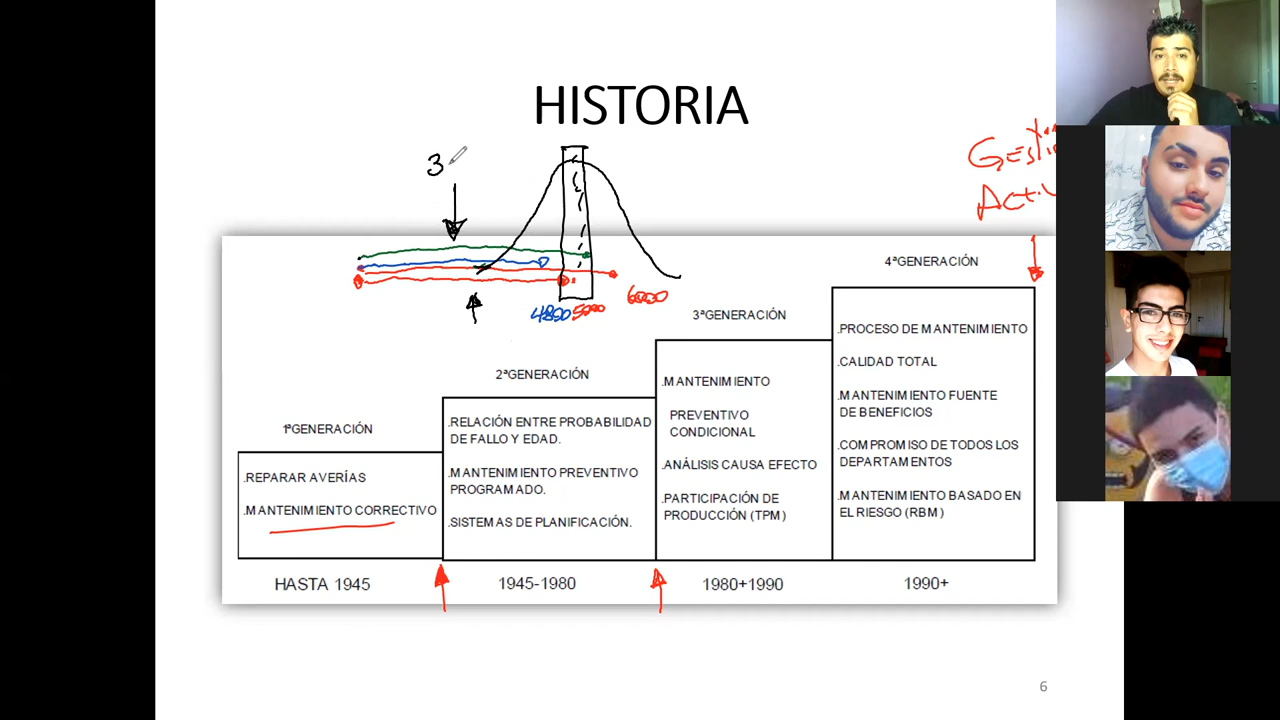 HISTORIA
3
GESTIÓ
ACTIV
4800 5000 6000
1ªGENERACIÓN
.REPARAR AVERÍAS
.MANTENIMIENTO CORRECTIVO
HASTA 1945
2ªGENERACIÓN
.RELACIÓN ENTRE PROBABILIDAD
DE FALLO Y EDAD.
.MANTENIMIENTO PREVENTIVO
PROGRAMADO.
.SISTEMAS DE PLANIFICACIÓN.
1945-1980
3ªGENERACIÓN
.MANTENIMIENTO
PREVENTIVO
CONDICIONAL
.ANÁLISIS CAUSA EFECTO
.PARTICIPACIÓN DE
PRODUCCIÓN (TPM)
1980+1990
4ªGENERACIÓN
.PROCESO DE MANTENIMIENTO
.CALIDAD TOTAL
.MANTENIMIENTO FUENTE
DE BENEFICIOS
.COMPROMISO DE TODOS LOS
DEPARTAMENTOS
.MANTENIMIENTO BASADO EN
EL RIESGO (RBM)
1990+
6